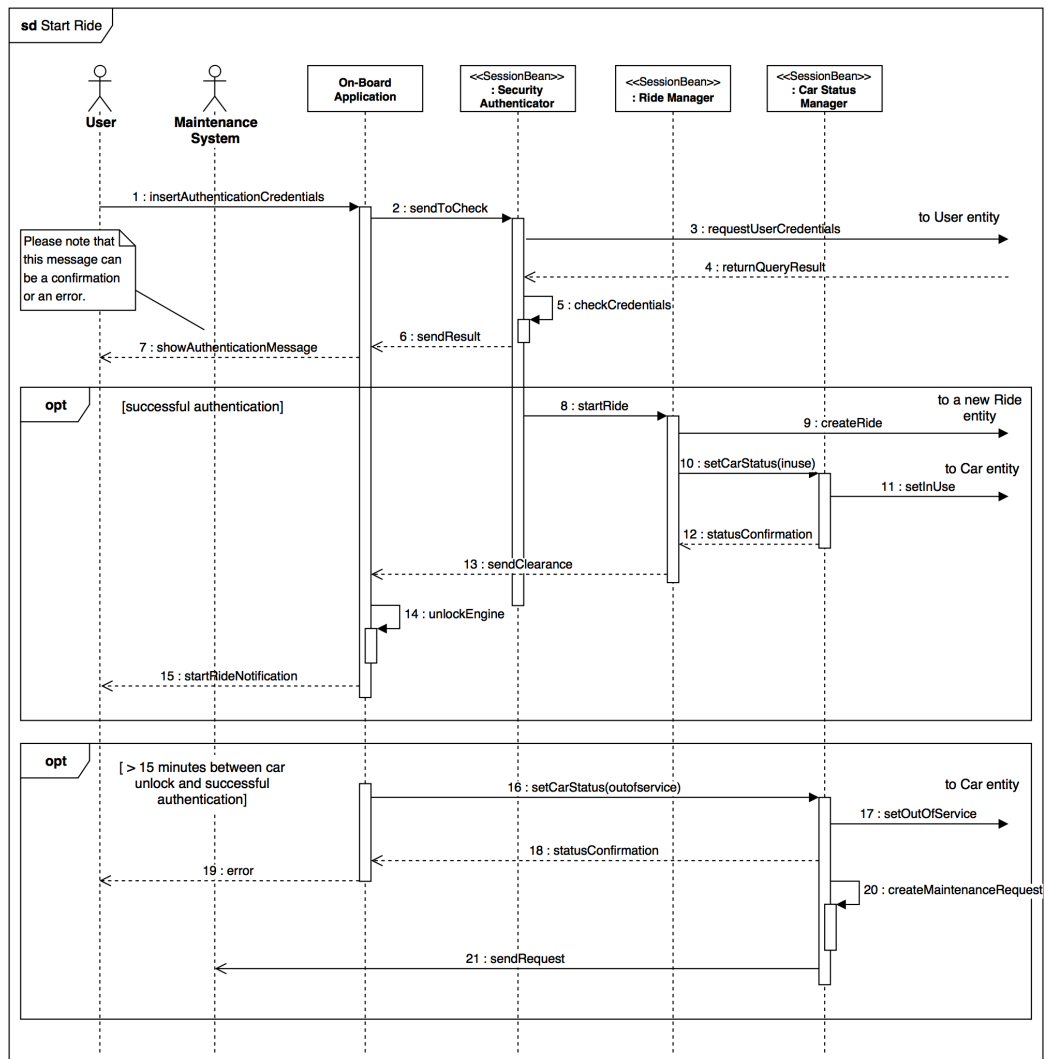 sd Start Ride
User
Maintenance
System
On-Board
Application
<<SessionBean>>
: Security
Authenticator
<<SessionBean>>
: Ride Manager
<<SessionBean>>
: Car Status
Manager
1 : insertAuthenticationCredentials
2 : sendToCheck
to User entity
3 : requestUserCredentials
Please note that
this message can
be a confirmation
or an error.
4 : returnQueryResult
5 : checkCredentials
6 : sendResult
7 : showAuthenticationMessage
opt
[successful authentication]
8 : startRide
to a new Ride
entity
9 : createRide
10 : setCarStatus(inuse)
to Car entity
11 : setInUse
12 : statusConfirmation
13 : sendClearance
14 : unlockEngine
15 : startRideNotification
opt
[ > 15 minutes between car
unlock and successful
authentication]
16 : setCarStatus(outofservice)
to Car entity
17 : setOutOfService
18 : statusConfirmation
19 : error
20 : createMaintenanceRequest
21 : sendRequest